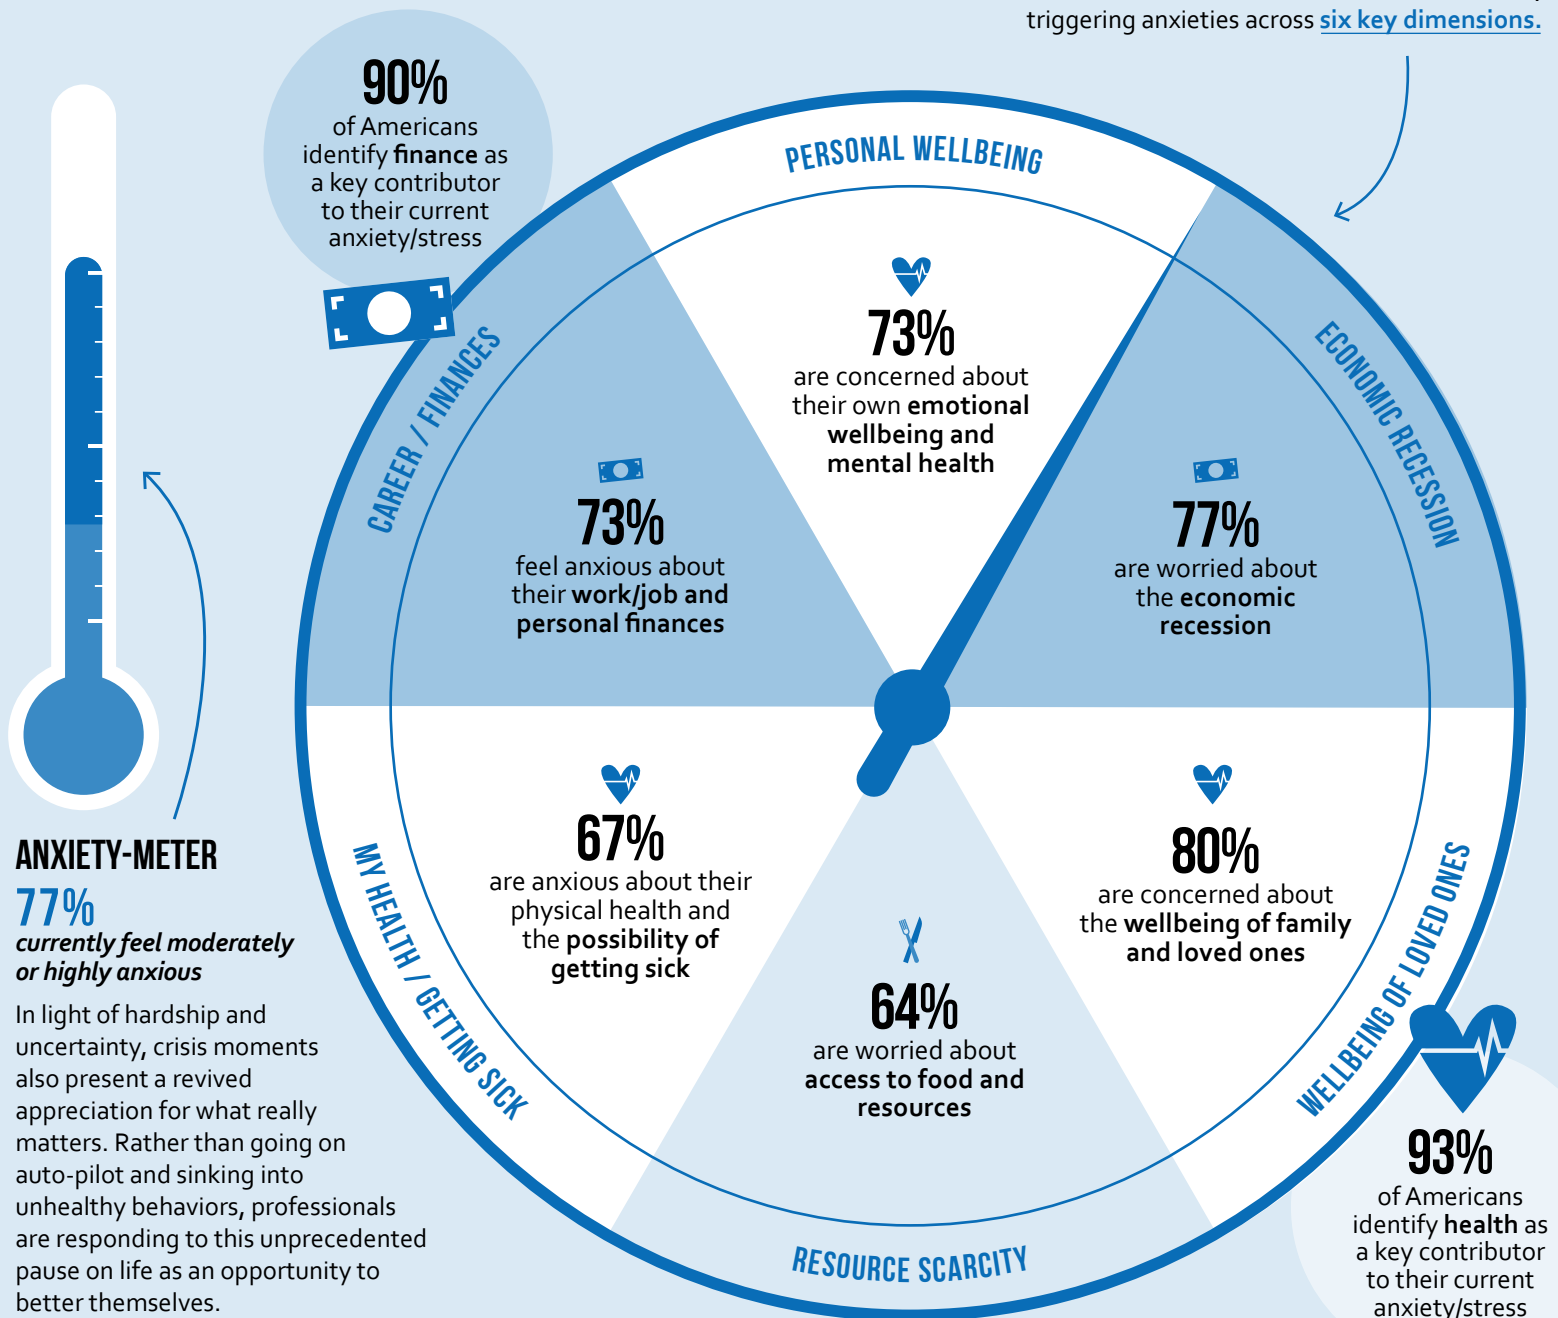 triggering anxieties across six key dimensions.
90%
of Americans
identify finance as
a key contributor
to their current
anxiety/stress
PERSONAL WELLBEING
73%
are concerned about
their own emotional
wellbeing and
mental health
CAREER / FINANCES
73%
feel anxious about
their work/job and
personal finances
ECONOMIC RECESSION
77%
are worried about
the economic
recession
MY HEALTH / GETTING SICK
67%
are anxious about their
physical health and
the possibility of
getting sick
RESOURCE SCARCITY
64%
are worried about
access to food and
resources
WELLBEING OF LOVED ONES
80%
are concerned about
the wellbeing of family
and loved ones
93%
of Americans
identify health as
a key contributor
to their current
anxiety/stress
ANXIETY-METER
77%
currently feel moderately
or highly anxious
In light of hardship and
uncertainty, crisis moments
also present a revived
appreciation for what really
matters. Rather than going on
auto-pilot and sinking into
unhealthy behaviors, professionals
are responding to this unprecedented
pause on life as an opportunity to
better themselves.